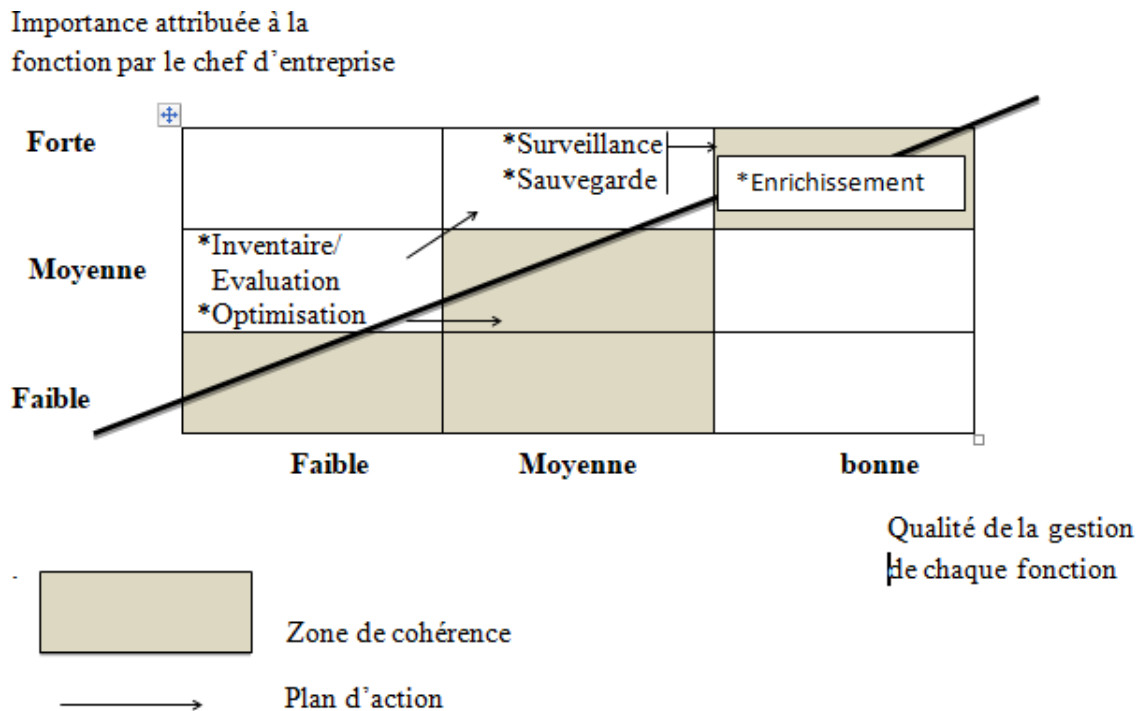 Importance attribuée à la
fonction par le chef d’entreprise
Forte
*Surveillance
*Sauvegarde
*Enrichissement
Moyenne
*Inventaire/
Evaluation
*Optimisation
Faible
Faible Moyenne bonne
Qualité de la gestion
de chaque fonction
-
Zone de cohérence
Plan d’action